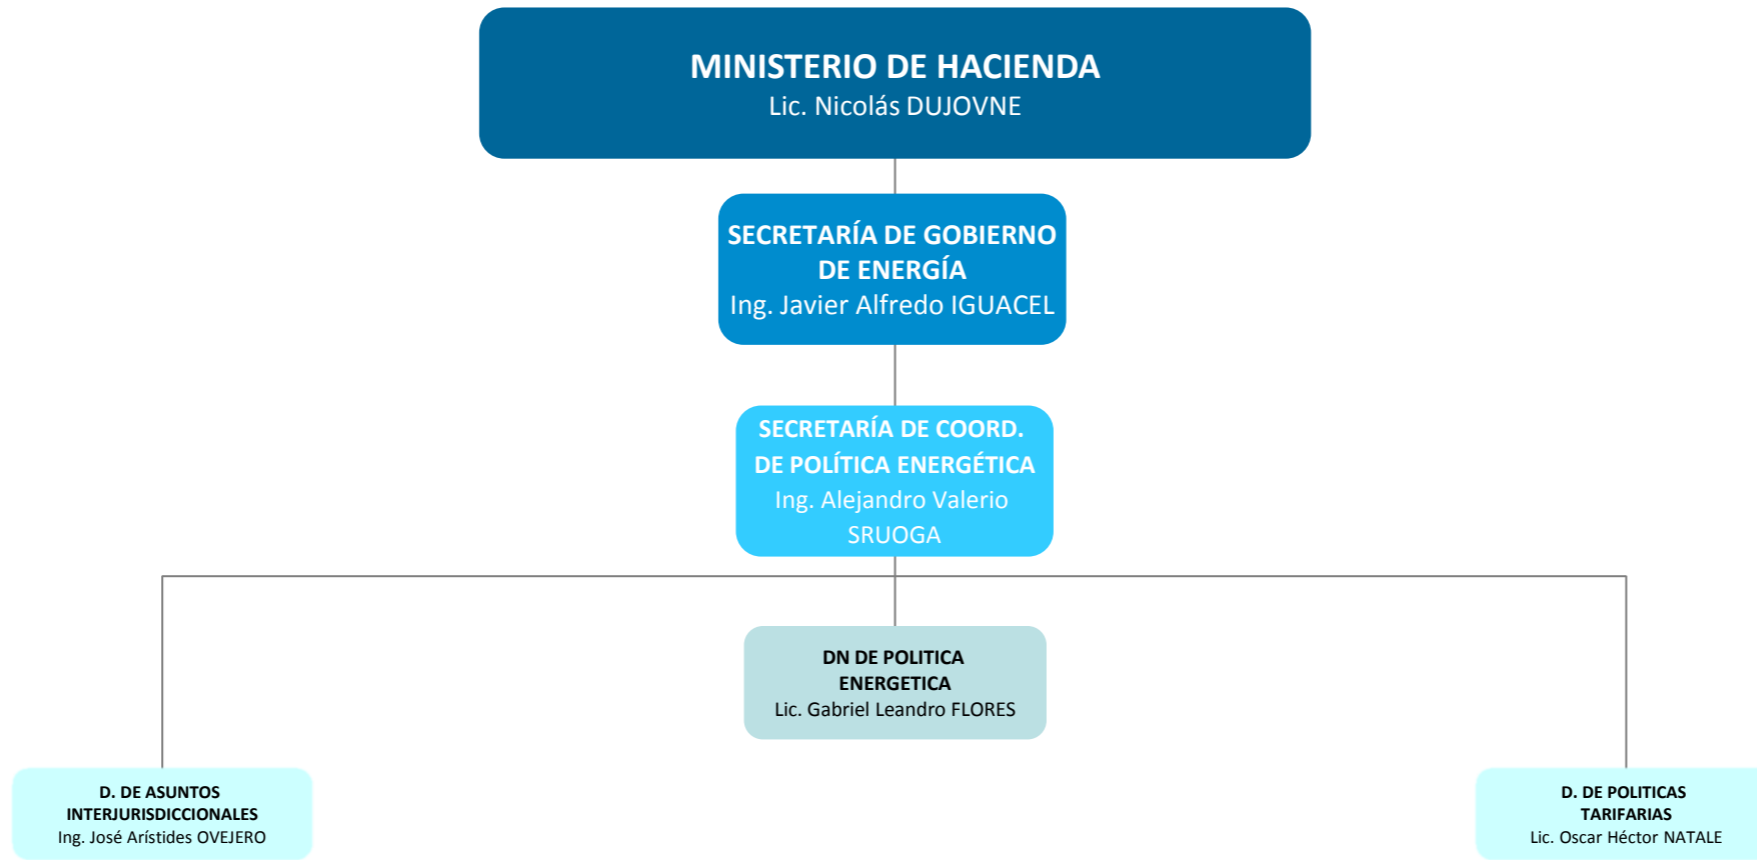 MINISTERIO DE HACIENDA
Lic. Nicolás DUJOVNE
SECRETARÍA DE GOBIERNO
DE ENERGÍA
Ing. Javier Alfredo IGUACEL
SECRETARÍA DE COORD.
DE POLÍTICA ENERGÉTICA
Ing. Alejandro Valerio
SRUOGA
DN DE POLITICA
ENERGETICA
Lic. Gabriel Leandro FLORES
D. DE ASUNTOS
INTERJURISDICCIONALES
Ing. José Arístides OVEJERO
D. DE POLITICAS
TARIFARIAS
Lic. Oscar Héctor NATALE